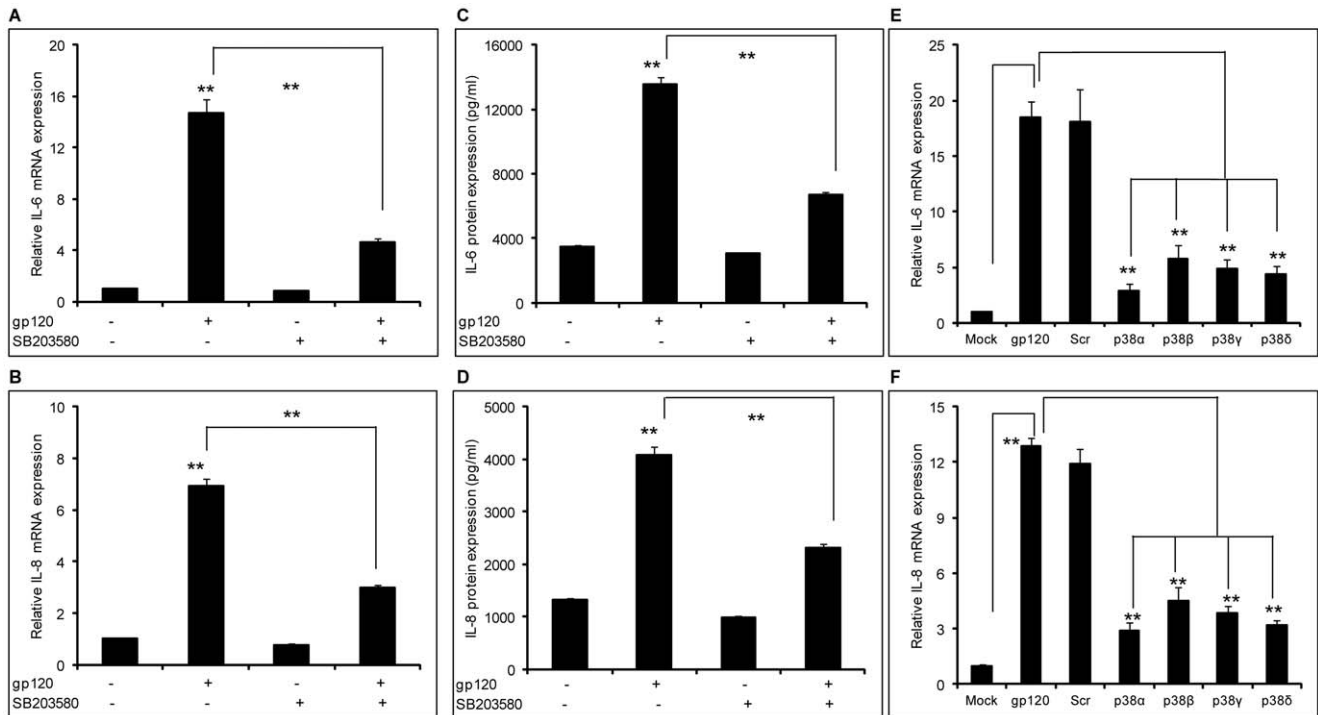 A
Relative IL-6 mRNA expression
20
16
12
8
4
0
**
**
gp120 - + - +
SB203580 - - + +
B
Relative IL-8 mRNA expression
10
8
6
4
2
0
**
**
gp120 - + - +
SB203580 - - + +
C
IL-6 protein expression (pg/ml)
16000
12000
8000
4000
0
**
**
gp120 - + - +
SB203580 - - + +
D
IL-8 protein expression (pg/ml)
5000
4000
3000
2000
1000
0
**
**
gp120 - + - +
SB203580 - - + +
E
Relative IL-6 mRNA expression
25
20
15
10
5
0
** ** ** **
Mock gp120 Scr p38α p38β p38γ p38δ
F
Relative IL-8 mRNA expression
15
12
9
6
3
0
**
** ** ** **
Mock gp120 Scr p38α p38β p38γ p38δ